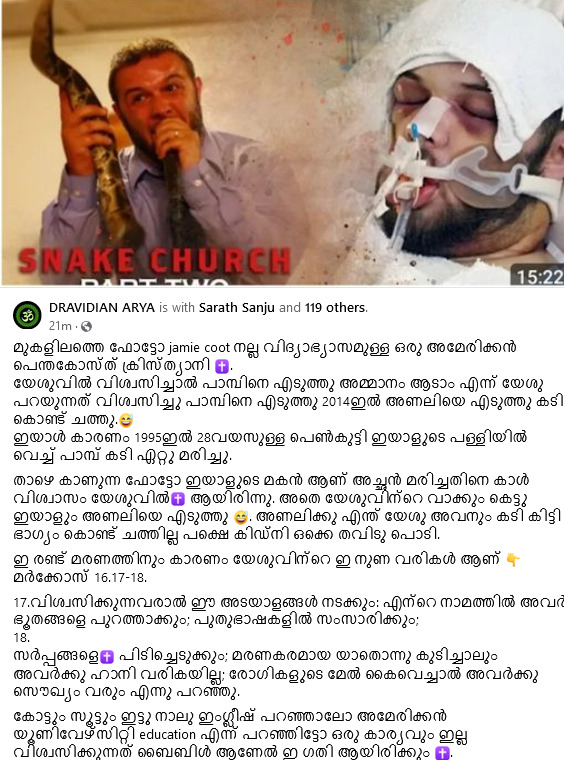 SNAKE CHURCH
PART TWO
15:22
DRAVIDIAN ARYA is with Sarath Sanju and 119 others.
21m ·
മുകളിലത്തെ ഫോട്ടോ jamie coot നല്ല വിദ്യാഭ്യാസമുള്ള ഒരു അമേരിക്കൻ
പെന്തകോസ്ത് ക്രിസ്ത്യാനി ✝️.
യേശുവിൽ വിശ്വസിച്ചാൽ പാമ്പിനെ എടുത്തു അമ്മാനം ആടാം എന്ന് യേശു
പറയുന്നത് വിശ്വസിച്ചു പാമ്പിനെ എടുത്തു 2014ഇൽ അണലിയെ എടുത്തു കടി
കൊണ്ട് ചത്തു.😅
ഇയാൾ കാരണം 1995ഇൽ 28വയസുള്ള പെൺകുട്ടി ഇയാളുടെ പള്ളിയിൽ
വെച്ച് പാമ്പ് കടി ഏറ്റു മരിച്ചു.
താഴെ കാണുന്ന ഫോട്ടോ ഇയാളുടെ മകൻ ആണ് അച്ഛൻ മരിച്ചതിനെ കാൾ
വിശ്വാസം യേശുവിൽ✝️ ആയിരിന്നു. അതെ യേശുവിന്റെ വാക്കും കെട്ടു
ഇയാളും അണലിയെ എടുത്തു 😅. അണലിക്കു എന്ത് യേശു അവനും കടി കിട്ടി
ഭാഗ്യം കൊണ്ട് ചത്തില്ല പക്ഷെ കിഡ്നി ഒക്കെ തവിടു പൊടി.
ഇ രണ്ട് മരണത്തിനും കാരണം യേശുവിന്റെ ഇ നുണ വരികൾ ആണ് 👇
മർക്കോസ് 16.17-18.
17.വിശ്വസിക്കുന്നവരാൽ ഈ അടയാളങ്ങൾ നടക്കും: എന്റെ നാമത്തിൽ അവർ
ഭൂതങ്ങളെ പുറത്താക്കും; പുതുഭാഷകളിൽ സംസാരിക്കും;
18.
സർപ്പങ്ങളെ✝️ പിടിച്ചെടുക്കും; മരണകരമായ യാതൊന്നു കുടിച്ചാലും
അവർക്കു ഹാനി വരികയില്ല; രോഗികളുടെ മേൽ കൈവെച്ചാൽ അവർക്കു
സൌഖ്യം വരും എന്നു പറഞ്ഞു.
കോട്ടും സൂട്ടും ഇട്ടു നാലു ഇംഗ്ലീഷ് പറഞ്ഞാലോ അമേരിക്കൻ
യൂണിവേഴ്സിറ്റി education എന്ന് പറഞ്ഞിട്ടോ ഒരു കാര്യവും ഇല്ല
വിശ്വസിക്കുന്നത് ബൈബിൾ ആണേൽ ഇ ഗതി ആയിരിക്കും ✝️.